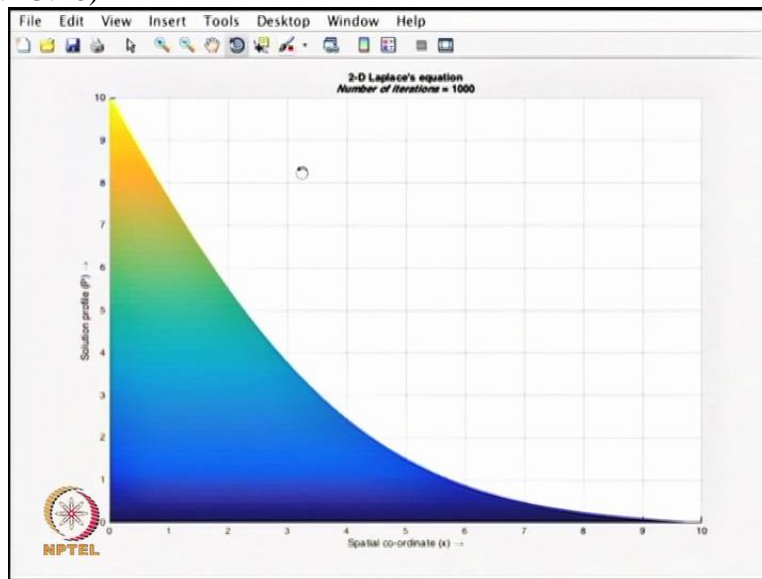 File Edit View Insert Tools Desktop Window Help
2-D Laplace's equation
Number of iterations = 1000
10
9
8
7
6
5
4
3
2
1
0
Solution profile (P) →
0 1 2 3 4 5 6 7 8 9 10
Spatial co-ordinate (x) →
NPTEL